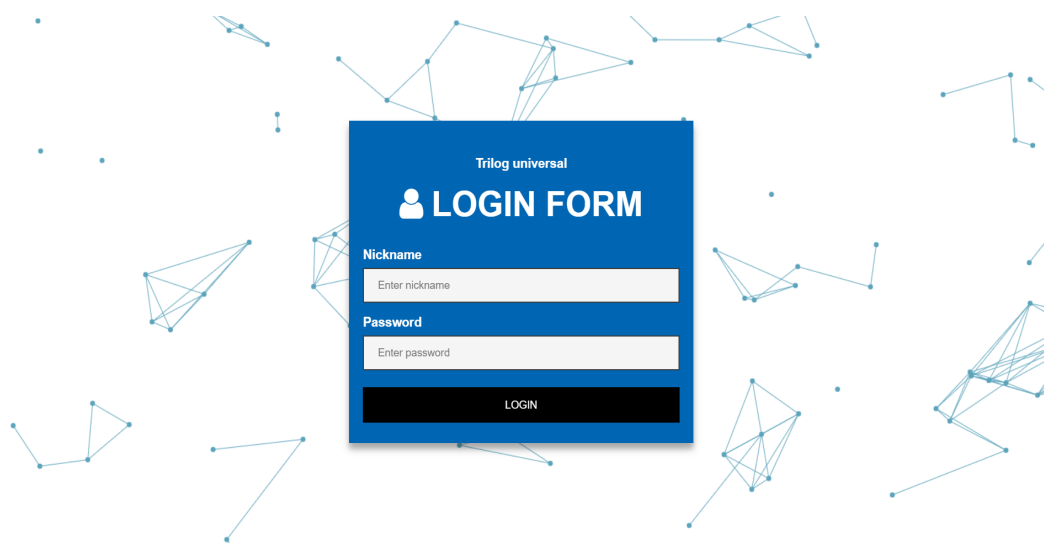 Trilog universal
LOGIN FORM
Nickname
Enter nickname
Password
Enter password
LOGIN